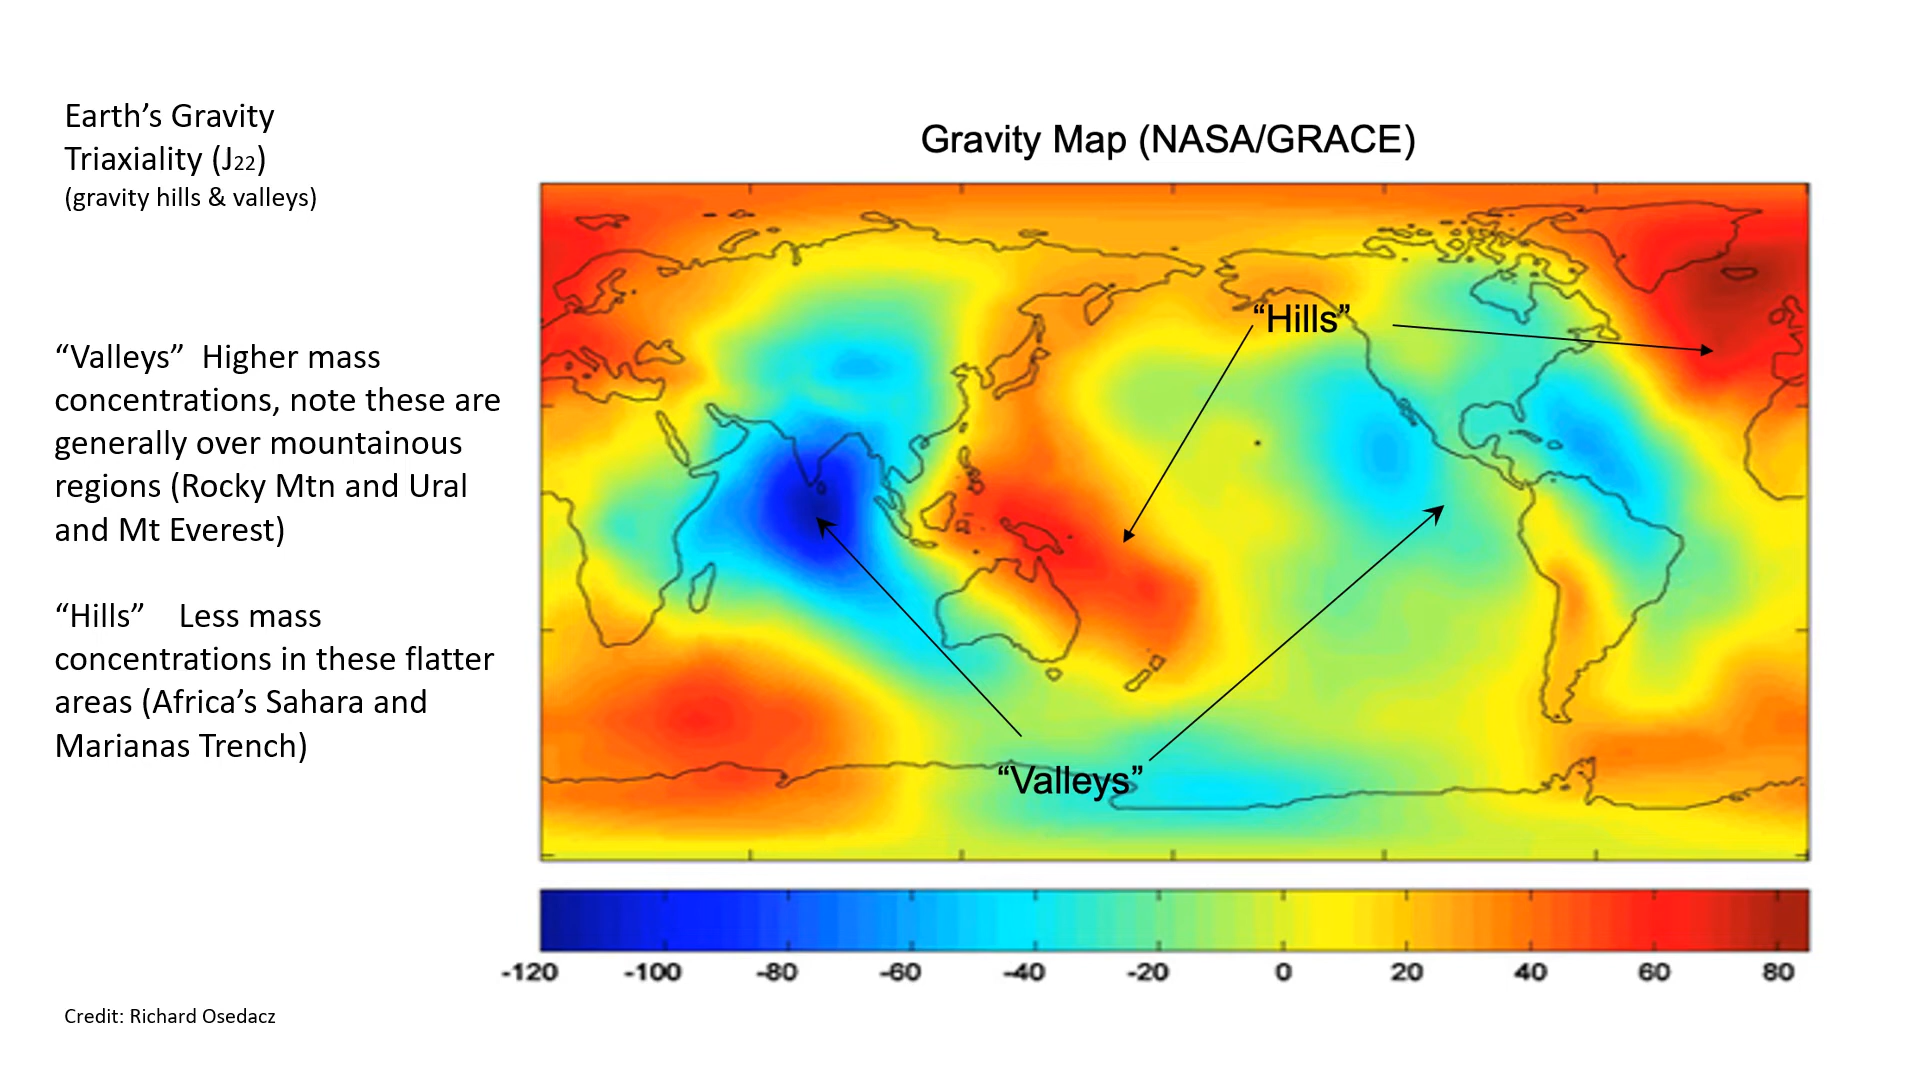 Earth’s Gravity
Triaxiality (J22)
(gravity hills & valleys)
“Valleys”  Higher mass
concentrations, note these are
generally over mountainous
regions (Rocky Mtn and Ural
and Mt Everest)
“Hills”    Less mass
concentrations in these flatter
areas (Africa’s Sahara and
Marianas Trench)
Credit: Richard Osedacz
Gravity Map (NASA/GRACE)
“Hills”
“Valleys”
-120 -100 -80 -60 -40 -20 0 20 40 60 80